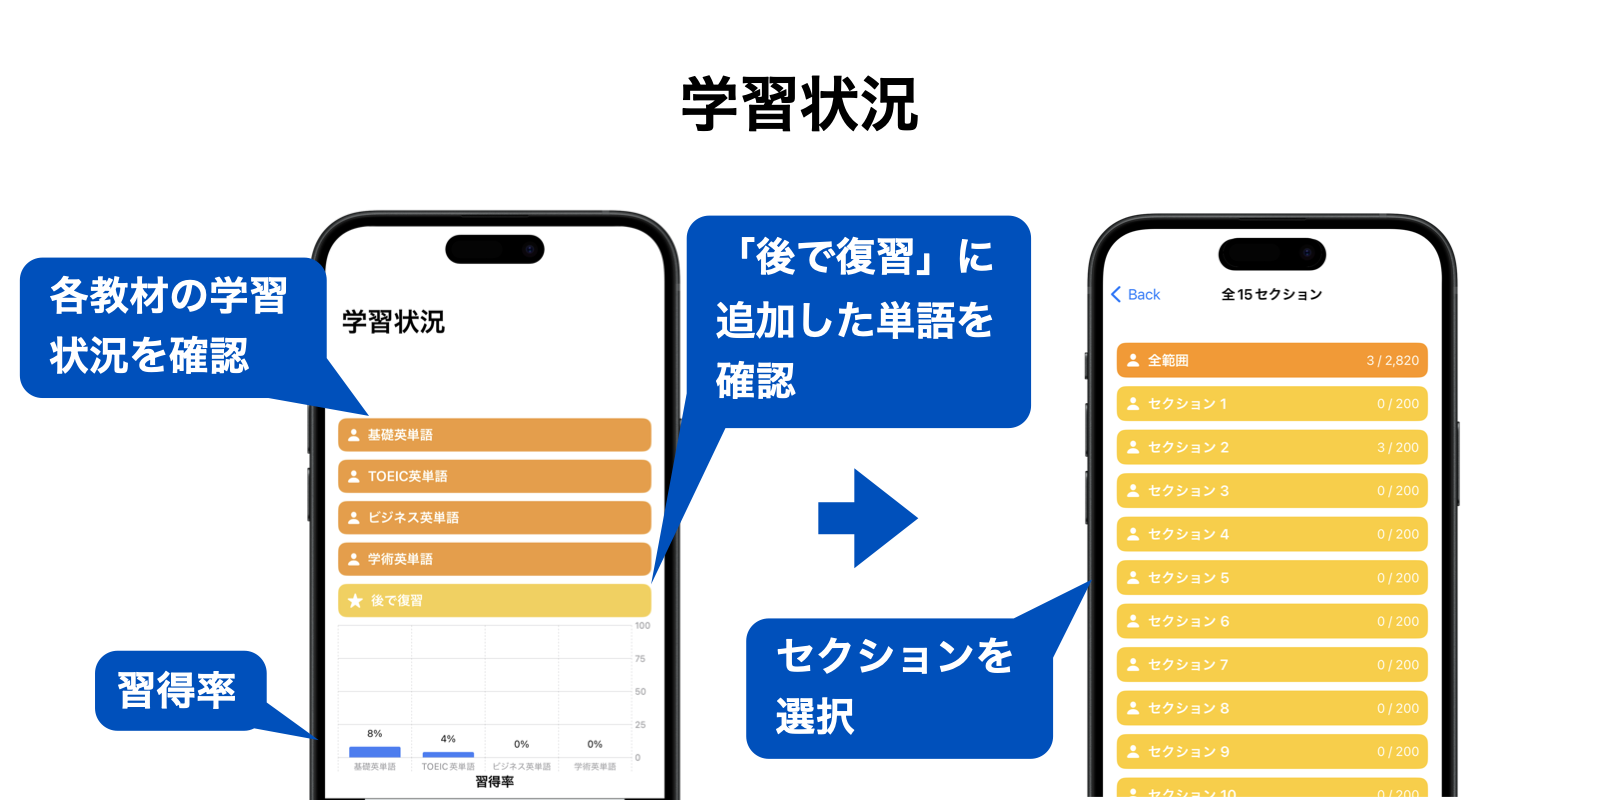 学習状況
各教材の学習
状況を確認
「後で復習」に
追加した単語を
確認
学習状況
基礎英単語
TOEIC英単語
ビジネス英単語
学術英単語
後で復習
100
75
50
25
0
8%
4%
0%
0%
基礎英単語
TOEIC英単語
ビジネス英単語
学術英単語
習得率
習得率
セクションを
選択
Back
全15セクション
全範囲 3 / 2,820
セクション 1 0 / 200
セクション 2 3 / 200
セクション 3 0 / 200
セクション 4 0 / 200
セクション 5 0 / 200
セクション 6 0 / 200
セクション 7 0 / 200
セクション 8 0 / 200
セクション 9 0 / 200
セクション 10 0 / 200